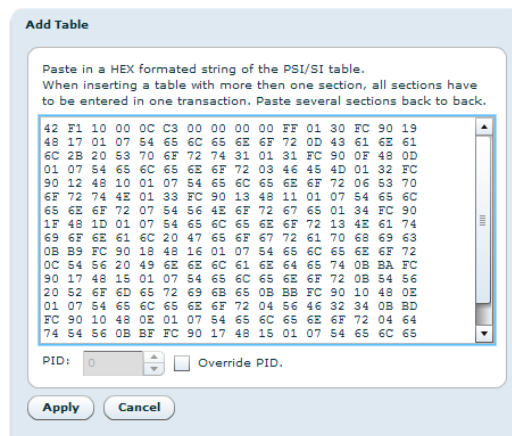 Add Table
Paste in a HEX formated string of the PSI/SI table.
When inserting a table with more then one section, all sections have
to be entered in one transaction. Paste several sections back to back.
42 F1 10 00 0C C3 00 00 00 00 FF 01 30 FC 90 19
48 17 01 07 54 65 6C 65 6E 6F 72 0D 43 61 6E 61
6C 2B 20 53 70 6F 72 74 31 01 31 FC 90 0F 48 0D
01 07 54 65 6C 65 6E 6F 72 03 46 45 4D 01 32 FC
90 12 48 10 01 07 54 65 6C 65 6E 6F 72 06 53 70
6F 72 74 4E 01 33 FC 90 13 48 11 01 07 54 65 6C
65 6E 6F 72 07 54 56 4E 6F 72 67 65 01 34 FC 90
1F 48 1D 01 07 54 65 6C 65 6E 6F 72 13 4E 61 74
69 6F 6E 61 6C 20 47 65 6F 67 72 61 70 68 69 63
0B B9 FC 90 18 48 16 01 07 54 65 6C 65 6E 6F 72
0C 54 56 20 49 6E 6E 6C 61 6E 64 65 74 0B BA FC
90 17 48 15 01 07 54 65 6C 65 6E 6F 72 0B 54 56
20 52 6F 6D 65 72 69 6B 65 0B BB FC 90 10 48 0E
01 07 54 65 6C 65 6E 6F 72 04 56 46 32 34 0B BD
FC 90 10 48 0E 01 07 54 65 6C 65 6E 6F 72 04 64
74 54 56 0B BF FC 90 17 48 15 01 07 54 65 6C 65
PID: 0 Override PID.
Apply Cancel